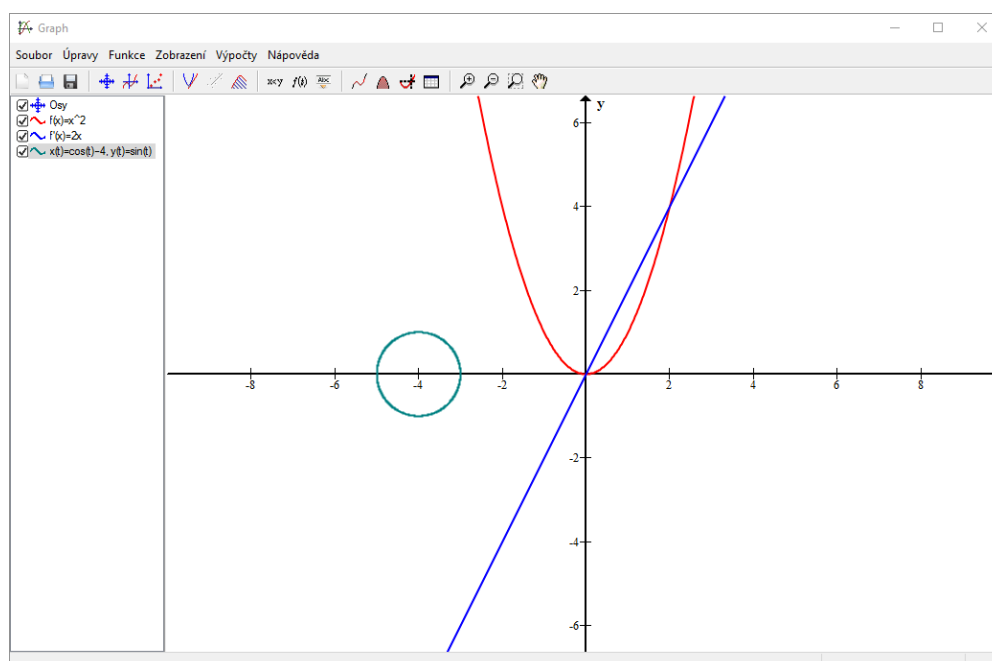 Graph
Soubor Úpravy Funkce Zobrazení Výpočty Nápověda
x<y f(x) Abc
Osy
f(x)=x^2
f'(x)=2x
x(t)=cos(t)-4, y(t)=sin(t)
y
6
4
2
-8 -6 -4 -2 2 4 6 8
-2
-4
-6